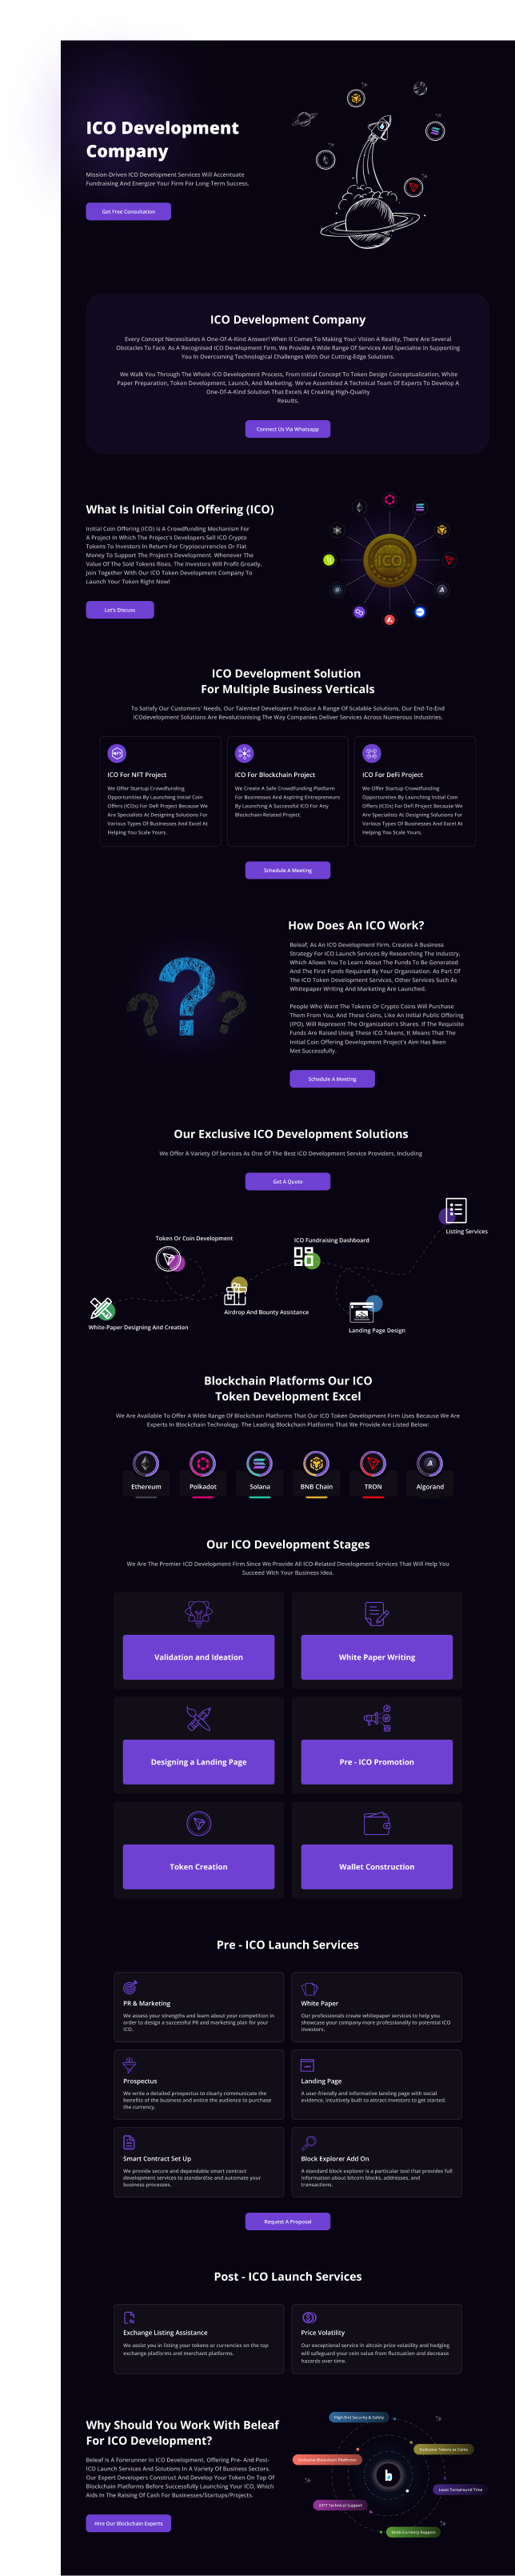 ICO Development
Company
Mission-Driven ICO Development Services Will Accentuate
Fundraising And Energize Your Firm For Long-Term Success.
Get Free Consultation
ICO Development Company
Every Concept Necessitates A One-Of-A-Kind Answer! When It Comes To Making Your Vision A Reality, There Are Several
Obstacles To Face. As A Recognised ICO Development Firm, We Provide A Wide Range Of Services And Specialise In Supporting
You In Overcoming Technological Challenges With Our Cutting-Edge Solutions.
We Walk You Through The Whole ICO Development Process, From Initial Concept To Token Design Conceptualization, White
Paper Preparation, Token Development, Launch, And Marketing. We've Assembled A Technical Team Of Experts To Develop A
One-Of-A-Kind Solution That Excels At Creating High-Quality
Results.
Connect Us Via Whatsapp
What Is Initial Coin Offering (ICO)
Initial Coin Offering (ICO) Is A Crowdfunding Mechanism For
A Project In Which The Project's Developers Sell ICO Crypto
Tokens To Investors In Return For Cryptocurrencies Or Fiat
Money To Support The Project's Development. Whenever The
Value Of The Sold Tokens Rises, The Investors Will Profit Greatly.
Join Together With Our ICO Token Development Company To
Launch Your Token Right Now!
Let's Discuss
ICO
ICO Development Solution
For Multiple Business Verticals
To Satisfy Our Customers' Needs, Our Talented Developers Produce A Range Of Scalable Solutions. Our End-To-End
ICOdevelopment Solutions Are Revolutionising The Way Companies Deliver Services Across Numerous Industries.
ICO For NFT Project
We Offer Startup Crowdfunding
Opportunities By Launching Initial Coin
Offers (ICOs) For Defi Project Because We
Are Specialists At Designing Solutions For
Various Types Of Businesses And Excel At
Helping You Scale Yours.
ICO For Blockchain Project
We Create A Safe Crowdfunding Platform
For Businesses And Aspiring Entrepreneurs
By Launching A Successful ICO For Any
Blockchain-Related Project.
ICO For DeFi Project
We Offer Startup Crowdfunding
Opportunities By Launching Initial Coin
Offers (ICOs) For Defi Project Because We
Are Specialists At Designing Solutions For
Various Types Of Businesses And Excel At
Helping You Scale Yours.
Schedule A Meeting
How Does An ICO Work?
Beleaf, As An ICO Development Firm, Creates A Business
Strategy For ICO Launch Services By Researching The Industry,
Which Allows You To Learn About The Funds To Be Generated
And The First Funds Required By Your Organisation. As Part Of
The ICO Token Development Services, Other Services Such As
Whitepaper Writing And Marketing Are Launched.
People Who Want The Tokens Or Crypto Coins Will Purchase
Them From You, And These Coins, Like An Initial Public Offering
(IPO), Will Represent The Organization's Shares. If The Requisite
Funds Are Raised Using These ICO Tokens, It Means That The
Initial Coin Offering Development Project's Aim Has Been
Met Successfully.
Schedule A Meeting
Our Exclusive ICO Development Solutions
We Offer A Variety Of Services As One Of The Best ICO Development Service Providers, Including
Get A Quote
Listing Services
Token Or Coin Development
ICO Fundraising Dashboard
Airdrop And Bounty Assistance
White-Paper Designing And Creation
Landing Page Design
Blockchain Platforms Our ICO
Token Development Excel
We Are Available To Offer A Wide Range Of Blockchain Platforms That Our ICO Token Development Firm Uses Because We Are
Experts In Blockchain Technology. The Leading Blockchain Platforms That We Provide Are Listed Below:
Ethereum
Polkadot
Solana
BNB Chain
TRON
Algorand
Our ICO Development Stages
We Are The Premier ICO Development Firm Since We Provide All ICO-Related Development Services That Will Help You
Succeed With Your Business Idea.
Validation and Ideation
White Paper Writing
Designing a Landing Page
Pre - ICO Promotion
Token Creation
Wallet Construction
Pre - ICO Launch Services
PR & Marketing
We assess your strengths and learn about your competition in
order to design a successful PR and marketing plan for your
ICO.
White Paper
Our professionals create whitepaper services to help you
showcase your company more professionally to potential ICO
investors.
Prospectus
We write a detailed prospectus to clearly communicate the
benefits of the business and entice the audience to purchase
the currency.
Landing Page
A user-friendly and informative landing page with social
evidence, intuitively built to attract investors to get started.
Smart Contract Set Up
We provide secure and dependable smart contract
development services to standardise and automate your
business processes.
Block Explorer Add On
A standard block explorer is a particular tool that provides full
information about bitcoin blocks, addresses, and
transactions.
Request A Proposal
Post - ICO Launch Services
Exchange Listing Assistance
We assist you in listing your tokens or currencies on the top
exchange platforms and merchant platforms.
Price Volatility
Our exceptional service in altcoin price volatility and hedging
will safeguard your coin value from fluctuation and decrease
hazards over time.
Why Should You Work With Beleaf
For ICO Development?
Beleaf Is A Forerunner In ICO Development, Offering Pre- And Post-
ICO Launch Services And Solutions In A Variety Of Business Sectors.
Our Expert Developers Construct And Develop Your Token On Top Of
Blockchain Platforms Before Successfully Launching Your ICO, Which
Aids In The Raising Of Cash For Businesses/Startups/Projects.
Hire Our Blockchain Experts
High-End Security & Safety
Exclusive Tokens or Coins
Exclusive Blockchain Platforms
Least Turnaround Time
24*7 Technical Support
Multi-Currency Support